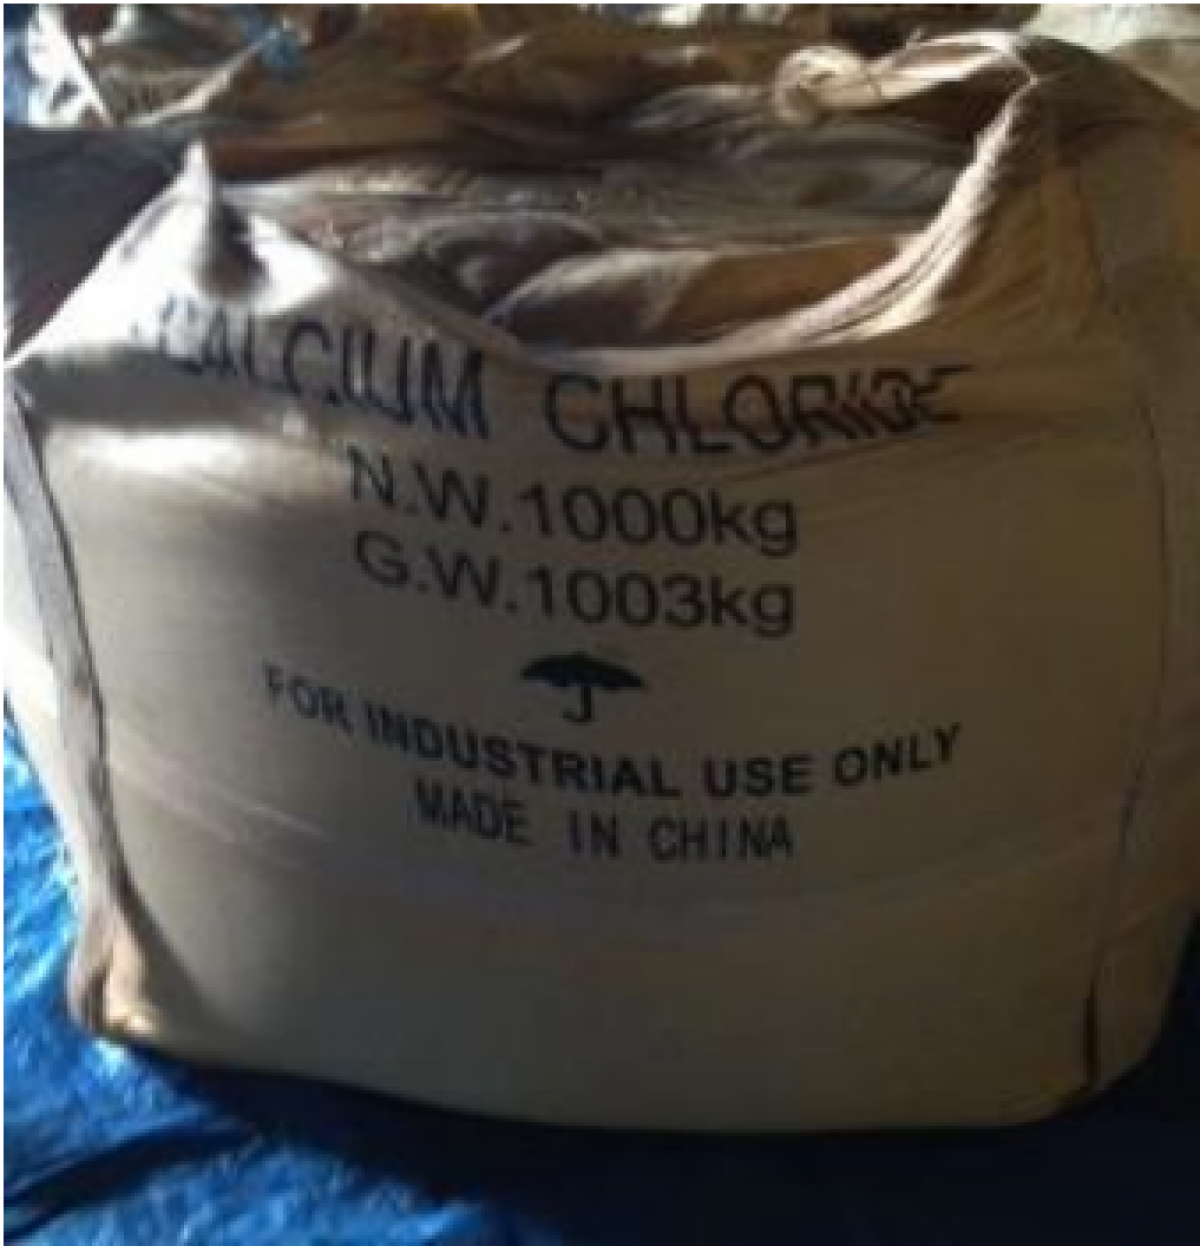 CALCIUM CHLORIDE
N.W.1000kg
G.W.1003kg
FOR INDUSTRIAL USE ONLY
MADE IN CHINA